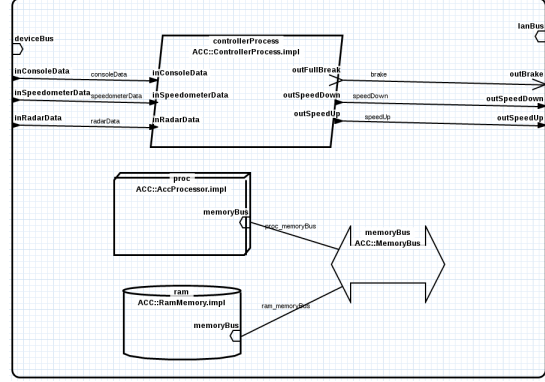 controllerProcess
ACC::ControllerProcess.impl
deviceBus
lanBus
inConsoleData
consoleData
inConsoleData
outFullBreak
brake
outBrake
inSpeedometerData
speedometerData
inSpeedometerData
outSpeedDown
speedDown
outSpeedDown
inRadarData
radarData
inRadarData
outSpeedUp
speedUp
outSpeedUp
proc
ACC::AccProcessor.impl
memoryBus
proc_memoryBus
memoryBus
ACC::MemoryBus
ram
ACC::RamMemory.impl
ram_memoryBus
memoryBus